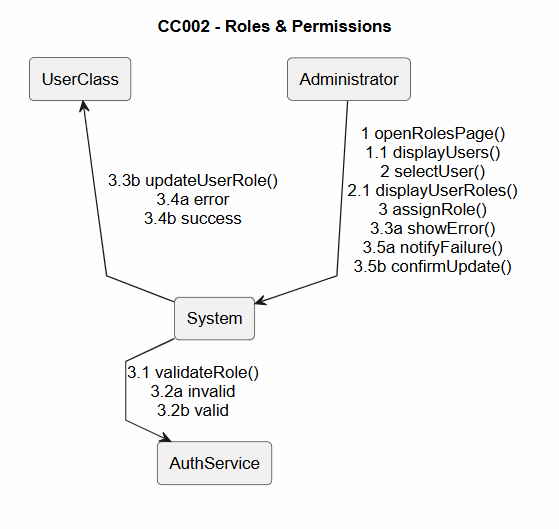 CC002 - Roles & Permissions
UserClass
Administrator
1 openRolesPage()
1.1 displayUsers()
2 selectUser()
2.1 displayUserRoles()
3 assignRole()
3.3a showError()
3.5a notifyFailure()
3.5b confirmUpdate()
3.3b updateUserRole()
3.4a error
3.4b success
System
3.1 validateRole()
3.2a invalid
3.2b valid
AuthService